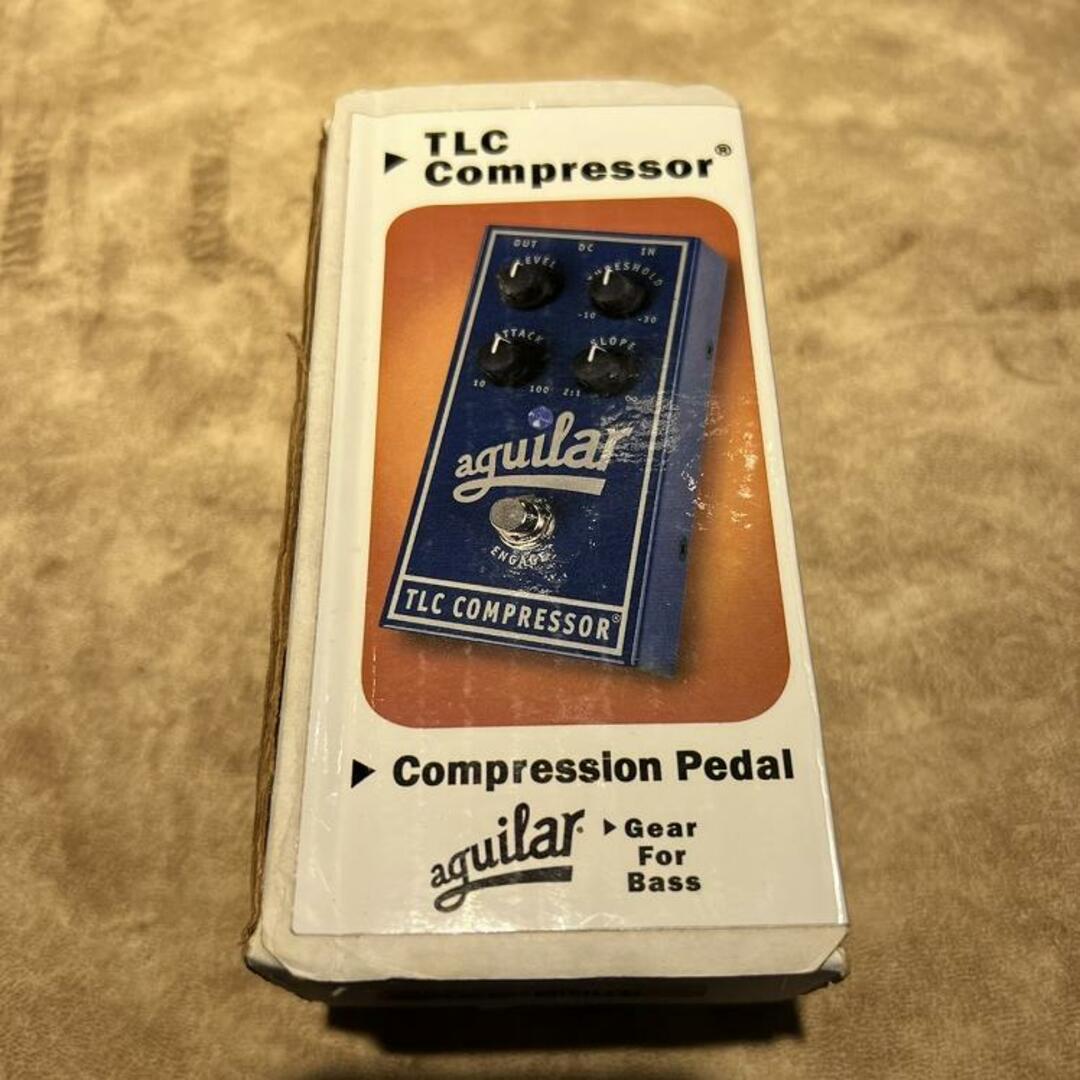 TLC
Compressor®
OUT DC IN
LEVEL THRESHOLD
-10 -30
ATTACK SLOPE
10 100 2:1 ∞
aguilar
ENGAGE
TLC COMPRESSOR®
Compression Pedal
aguilar
Gear
For
Bass